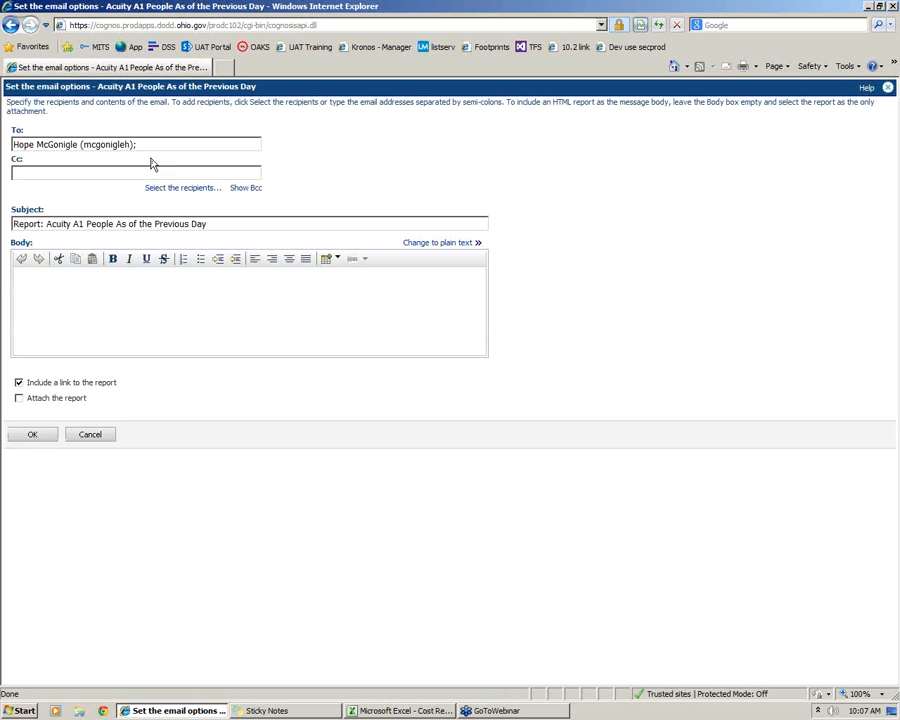 Set the email options - Acuity A1 People As of the Previous Day - Windows Internet Explorer
https://cognos.prodapps.dodd.ohio.gov/prodc102/cgi-bin/cognosisapi.dll
Google
Favorites MITS App DSS UAT Portal OAKS UAT Training Kronos - Manager listserv Footprints TFS 10.2 link Dev use secprod
Set the email options - Acuity A1 People As of the Pre...
Page Safety Tools
Set the email options - Acuity A1 People As of the Previous Day Help
Specify the recipients and contents of the email. To add recipients, click Select the recipients or type the email addresses separated by semi-colons. To include an HTML report as the message body, leave the Body box empty and select the report as the only
attachment.
To:
Hope McGonigle (mcgonigleh);
Cc:
Select the recipients... Show Bcc
Subject:
Report: Acuity A1 People As of the Previous Day
Body: Change to plain text
B I U S
Include a link to the report
Attach the report
OK Cancel
Done Trusted sites | Protected Mode: Off 100%
Start Set the email options ... Sticky Notes Microsoft Excel - Cost Re... GoToWebinar 10:07 AM